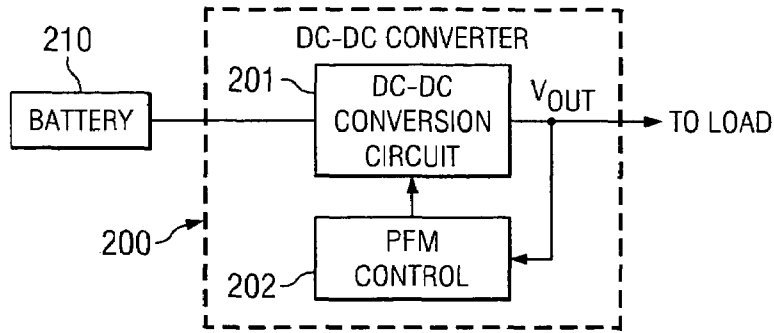 210
DC-DC CONVERTER
201
BATTERY
DC-DC
CONVERSION
CIRCUIT
VOUT
TO LOAD
200
202
PFM
CONTROL